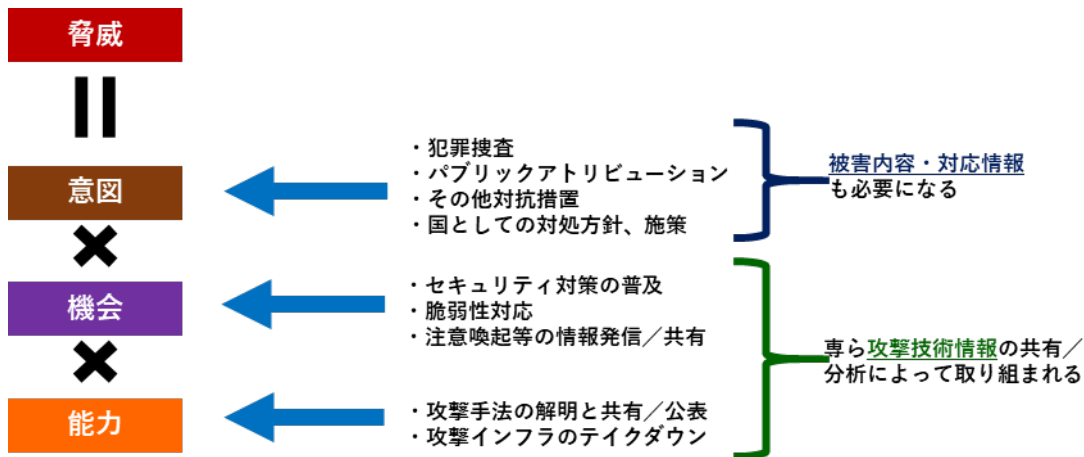 脅威
意図
・犯罪捜査
・パブリックアトリビューション
・その他対抗措置
・国としての対処方針、施策
被害内容・対応情報
も必要になる
機会
・セキュリティ対策の普及
・脆弱性対応
・注意喚起等の情報発信／共有
専ら攻撃技術情報の共有／
分析によって取り組まれる
能力
・攻撃手法の解明と共有／公表
・攻撃インフラのテイクダウン